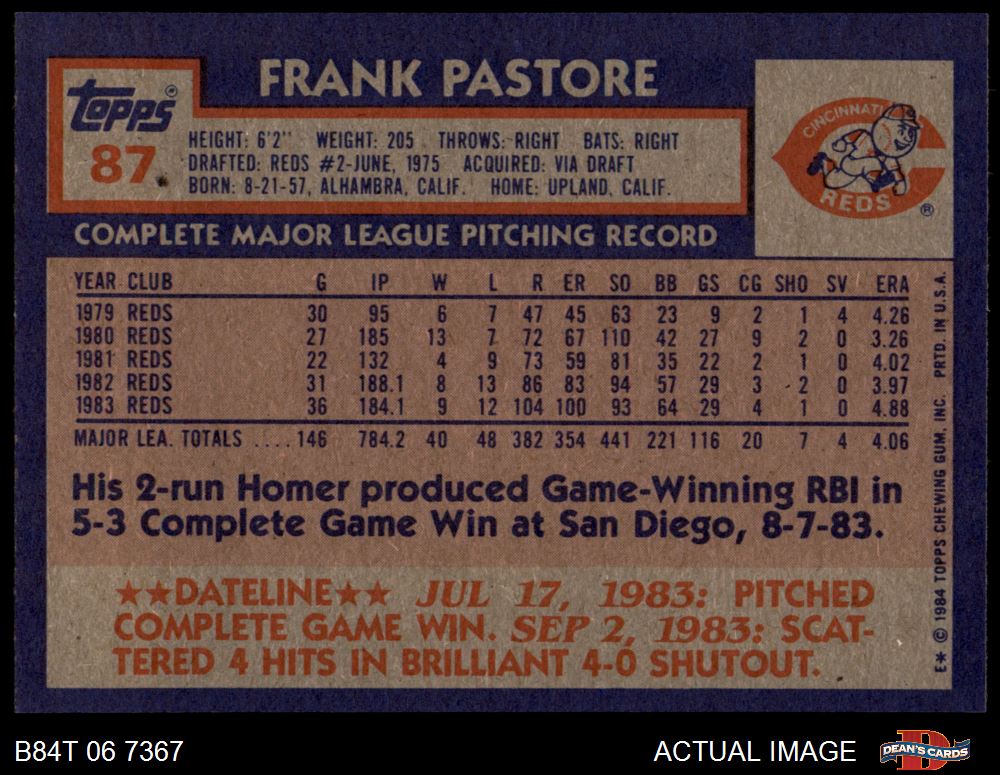 FRANK PASTORE
topps®
87
HEIGHT: 6'2" WEIGHT: 205 THROWS: RIGHT BATS: RIGHT
DRAFTED: REDS #2-JUNE, 1975 ACQUIRED: VIA DRAFT
BORN: 8-21-57, ALHAMBRA, CALIF. HOME: UPLAND, CALIF.
CINCINNATI
REDS
®
COMPLETE MAJOR LEAGUE PITCHING RECORD
YEAR CLUB G IP W L R ER SO BB GS CG SHO SV ERA
1979 REDS 30 95 6 7 47 45 63 23 9 2 1 4 4.26
1980 REDS 27 185 13 7 72 67 110 42 27 9 2 0 3.26
1981 REDS 22 132 4 9 73 59 81 35 22 2 1 0 4.02
1982 REDS 31 188.1 8 13 86 83 94 57 29 3 2 0 3.97
1983 REDS 36 184.1 9 12 104 100 93 64 29 4 1 0 4.88
MAJOR LEA. TOTALS .... 146 784.2 40 48 382 354 441 221 116 20 7 4 4.06
His 2-run Homer produced Game-Winning RBI in
5-3 Complete Game Win at San Diego, 8-7-83.
★★DATELINE★★ JUL 17, 1983: PITCHED
COMPLETE GAME WIN. SEP 2, 1983: SCAT-
TERED 4 HITS IN BRILLIANT 4-0 SHUTOUT.
E* © 1984 TOPPS CHEWING GUM, INC. PRTD. IN U.S.A.
B84T 06 7367
ACTUAL IMAGE
DEAN'S CARDS